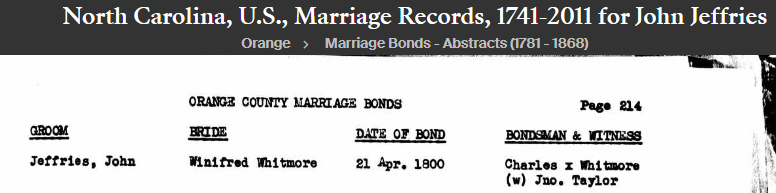 North Carolina, U.S., Marriage Records, 1741-2011 for John Jeffries
Orange > Marriage Bonds - Abstracts (1781 - 1868)
ORANGE COUNTY MARRIAGE BONDS Page 214
GROOM BRIDE DATE OF BOND BONDSMAN & WITNESS
Jeffries, John Winifred Whitmore 21 Apr. 1800 Charles x Whitmore
(w) Jno. Taylor